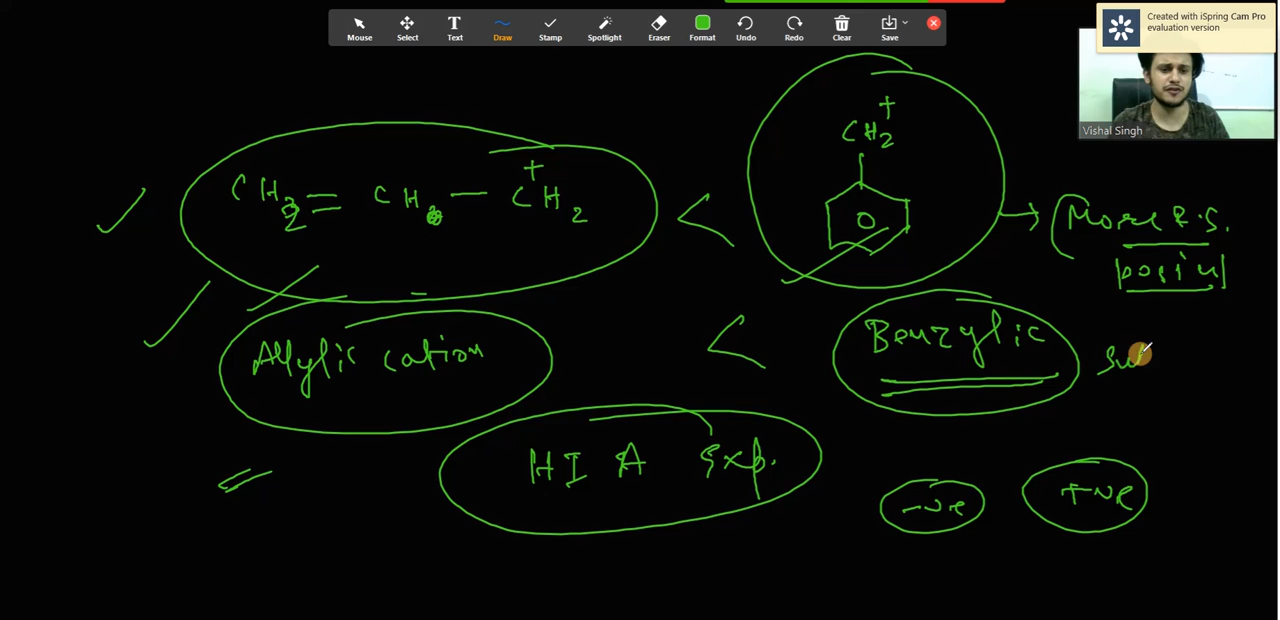 Created with iSpring Cam Pro
evaluation version
Mouse Select Text Draw Stamp Spotlight Eraser Format Undo Redo Clear Save
Vishal Singh
CH2 = CH - CH2 +
<
CH2 +
More R.S.
Allylic cation < Benzylic
HIA Exp.
-ve +ve